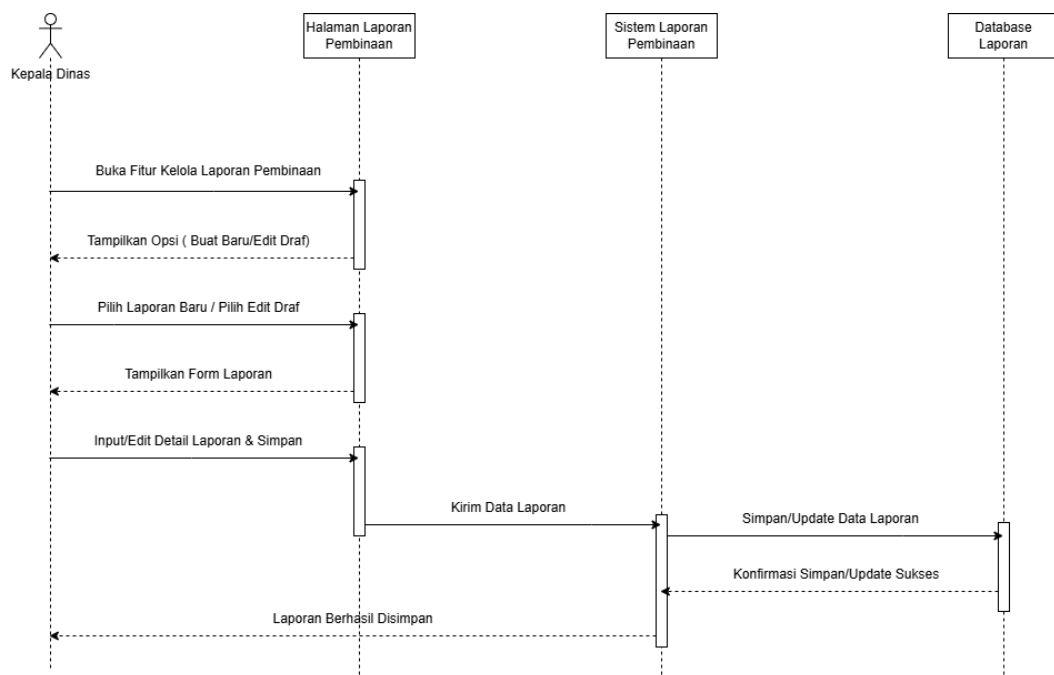 Halaman Laporan
Pembinaan
Sistem Laporan
Pembinaan
Database
Laporan
Kepala Dinas
Buka Fitur Kelola Laporan Pembinaan
Tampilkan Opsi ( Buat Baru/Edit Draf)
Pilih Laporan Baru / Pilih Edit Draf
Tampilkan Form Laporan
Input/Edit Detail Laporan & Simpan
Kirim Data Laporan
Simpan/Update Data Laporan
Konfirmasi Simpan/Update Sukses
Laporan Berhasil Disimpan